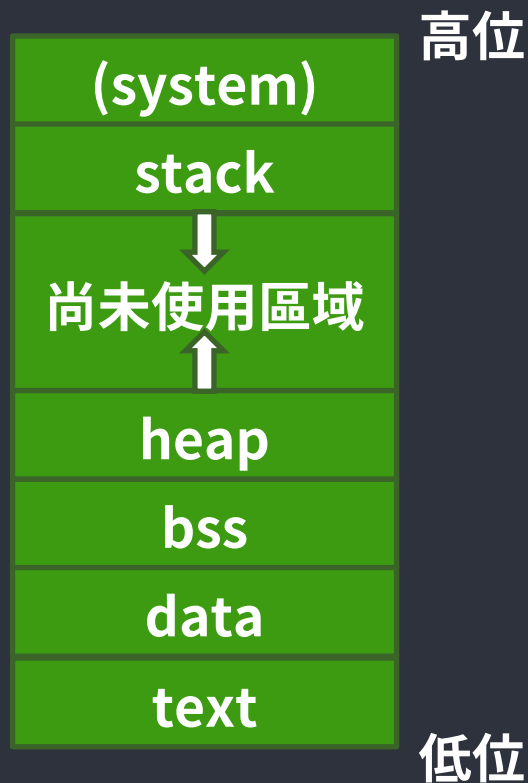 高位
(system)
stack
尚未使用區域
heap
bss
data
text
低位